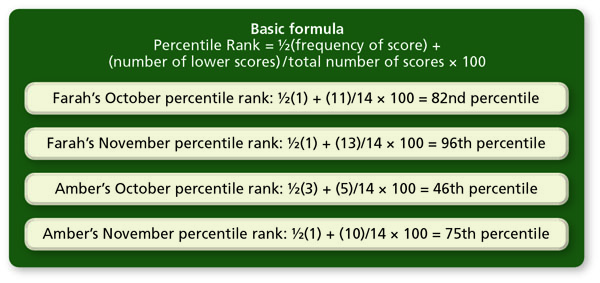 Basic formula
Percentile Rank = ½(frequency of score) +
(number of lower scores)/total number of scores × 100
Farah's October percentile rank: ½(1) + (11)/14 × 100 = 82nd percentile
Farah's November percentile rank: ½(1) + (13)/14 × 100 = 96th percentile
Amber's October percentile rank: ½(3) + (5)/14 × 100 = 46th percentile
Amber's November percentile rank: ½(1) + (10)/14 × 100 = 75th percentile